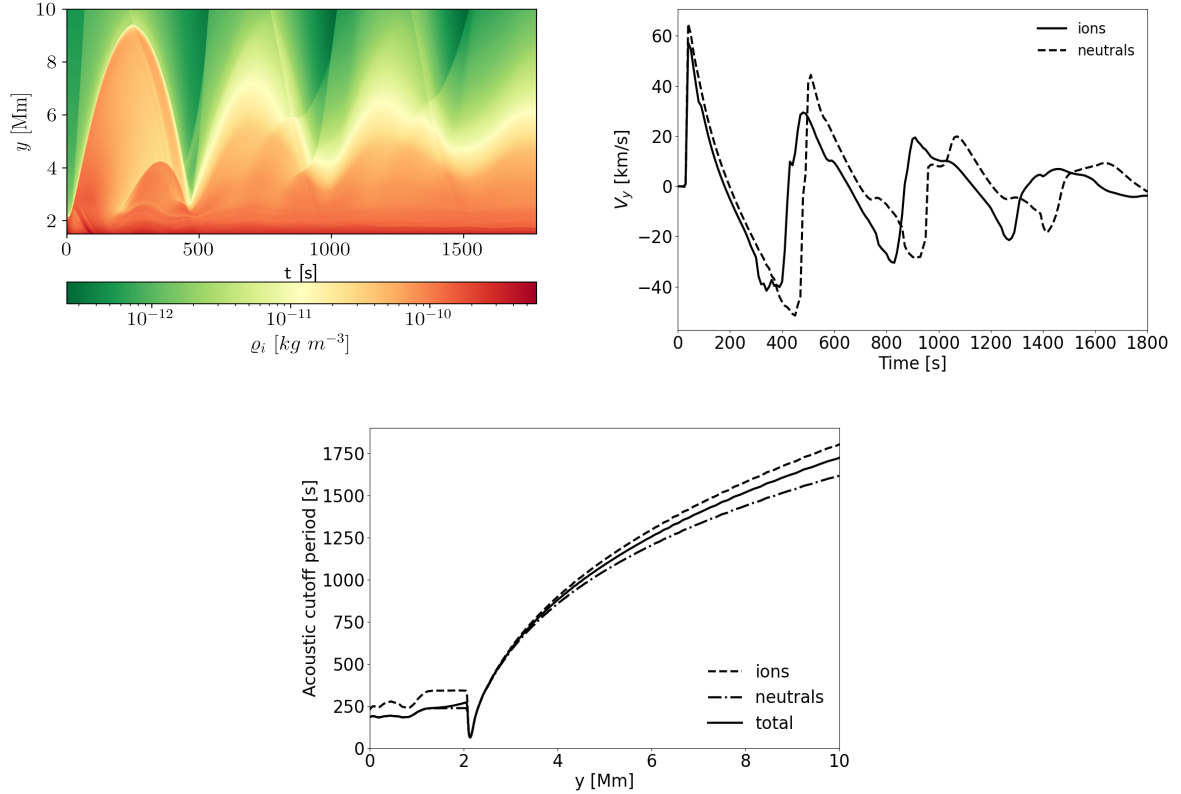 10
8
6
4
2
y [Mm]
0 500 1000 1500
t [s]
10⁻¹² 10⁻¹¹ 10⁻¹⁰
ϱᵢ [kg m⁻³]
60
40
20
0
−20
−40
V_y [km/s]
ions
neutrals
0 200 400 600 800 1000 1200 1400 1600 1800
Time [s]
1750
1500
1250
1000
750
500
250
0
Acoustic cutoff period [s]
ions
neutrals
total
0 2 4 6 8 10
y [Mm]